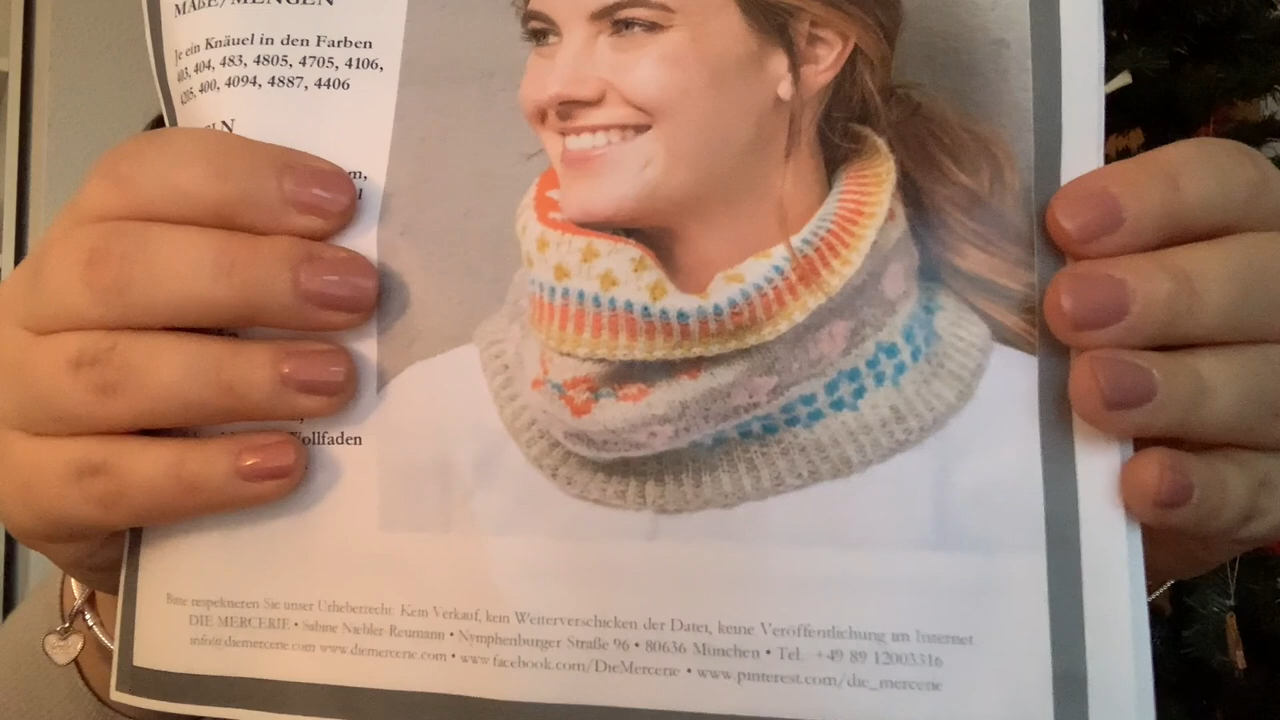 MAßE/MENGEN
Je ein Knäuel in den Farben
403, 404, 483, 4805, 4705, 4106,
4205, 400, 4094, 4887, 4406
LN
m,
Wollfaden
Bitte respektieren Sie unser Urheberrecht: Kein Verkauf, kein Weiterverschicken der Datei, keine Veröffentlichung im Internet
DIE MERCERIE • Sabine Niebler-Reumann • Nymphenburger Straße 96 • 80636 München • Tel. +49 89 12003316
info@diemercerie.com www.diemercerie.com • www.facebook.com/DieMercerie • www.pinterest.com/die_mercerie